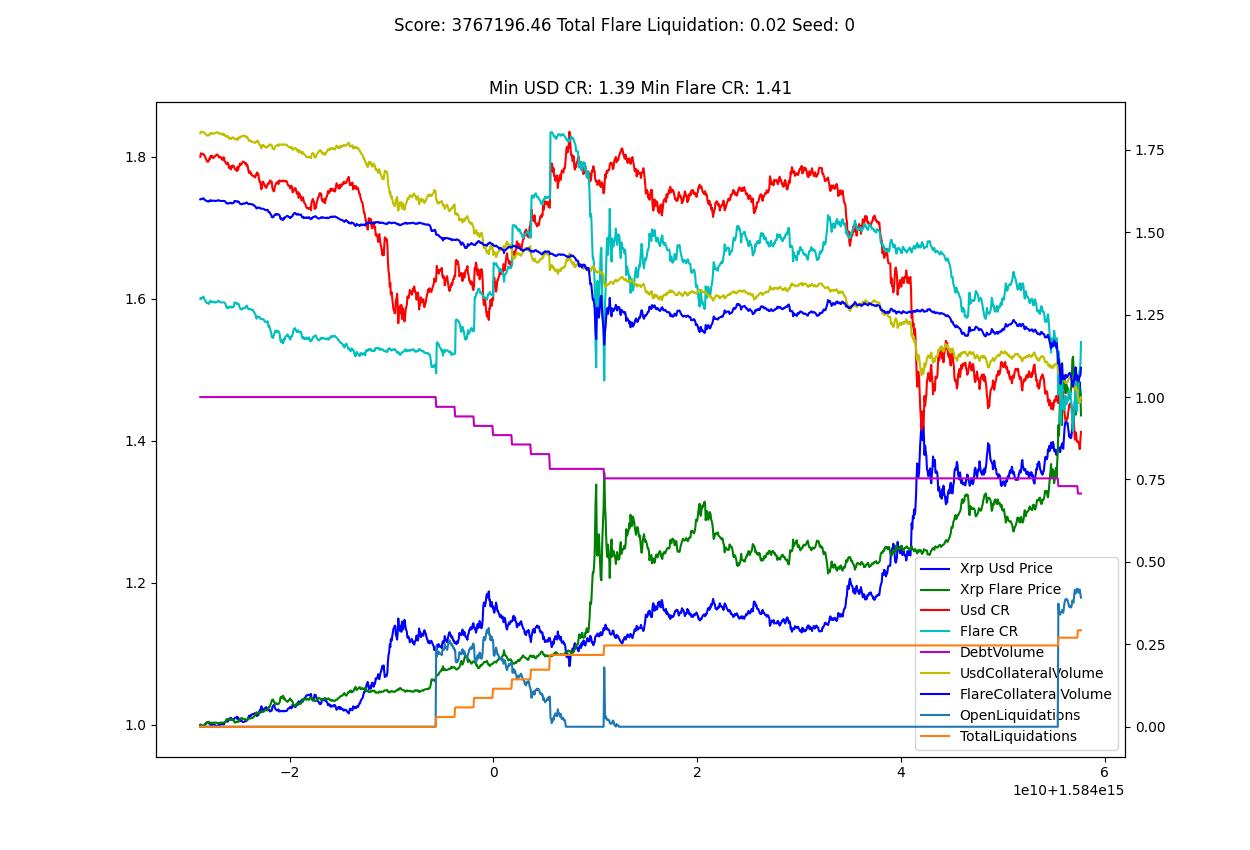 Score: 3767196.46 Total Flare Liquidation: 0.02 Seed: 0
Min USD CR: 1.39 Min Flare CR: 1.41
1.8
1.6
1.4
1.2
1.0
1.75
1.50
1.25
1.00
0.75
0.50
0.25
0.00
Xrp Usd Price
Xrp Flare Price
Usd CR
Flare CR
DebtVolume
UsdCollateralVolume
FlareCollateralVolume
OpenLiquidations
TotalLiquidations
−2 0 2 4 6
1e10+1.584e15